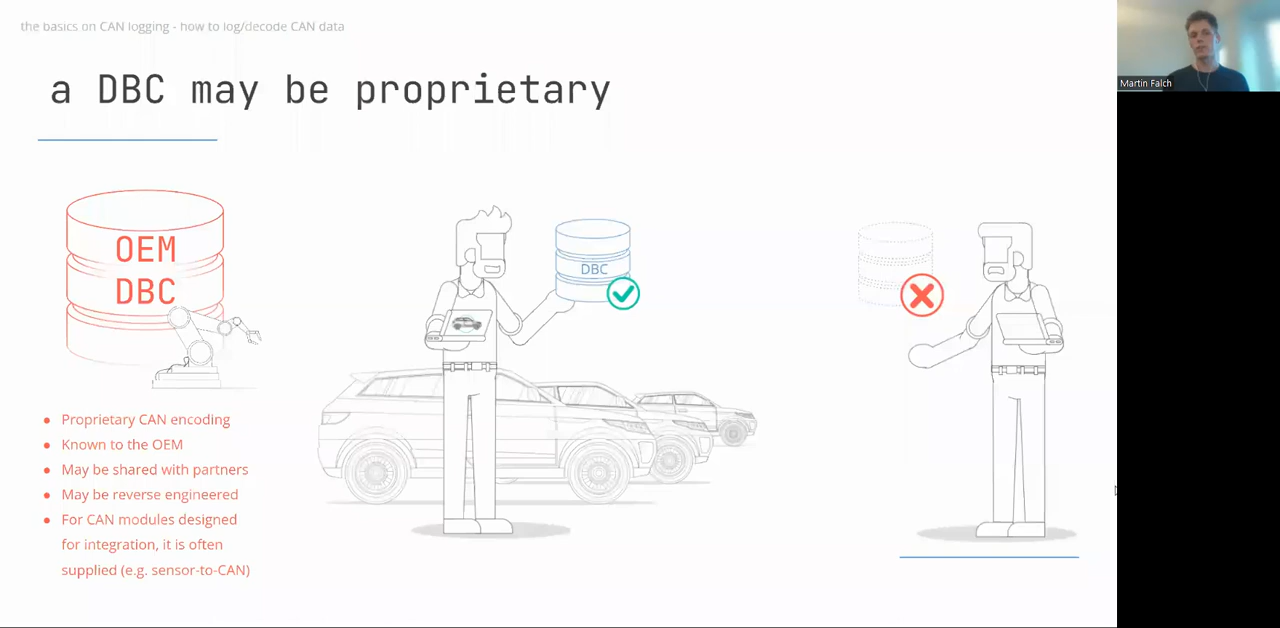 the basics on CAN logging - how to log/decode CAN data
a DBC may be proprietary
Martin Falch
OEM
DBC
DBC
Proprietary CAN encoding
Known to the OEM
May be shared with partners
May be reverse engineered
For CAN modules designed
for integration, it is often
supplied (e.g. sensor-to-CAN)